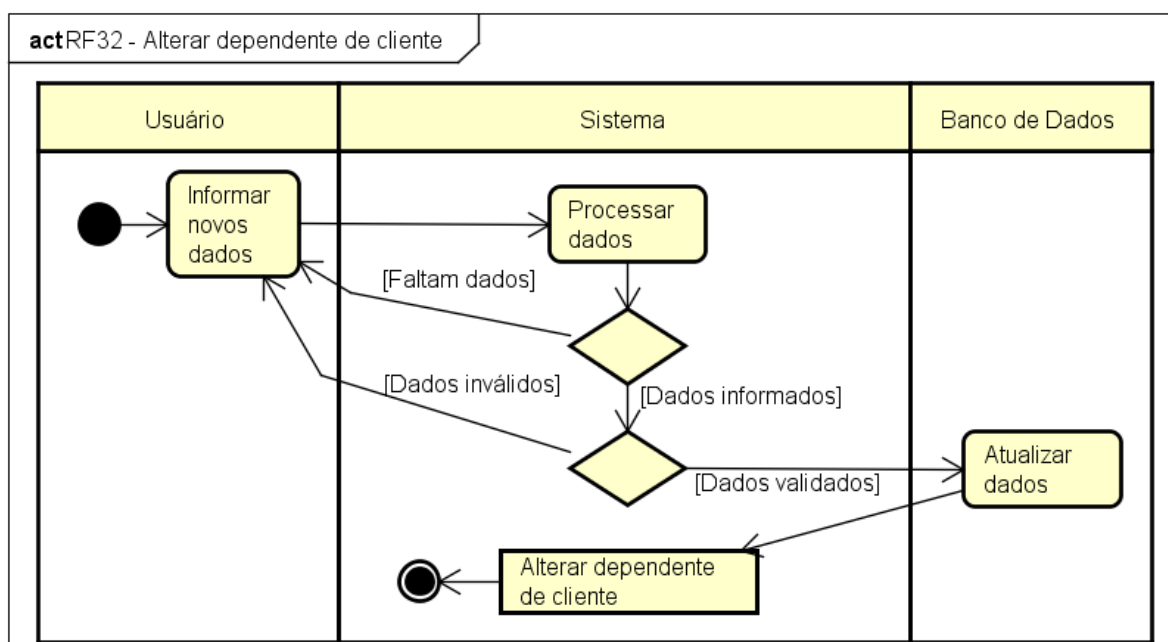 act RF32 - Alterar dependente de cliente
Usuário
Sistema
Banco de Dados
Informar
novos
dados
Processar
dados
[Faltam dados]
[Dados inválidos]
[Dados informados]
[Dados validados]
Atualizar
dados
Alterar dependente
de cliente